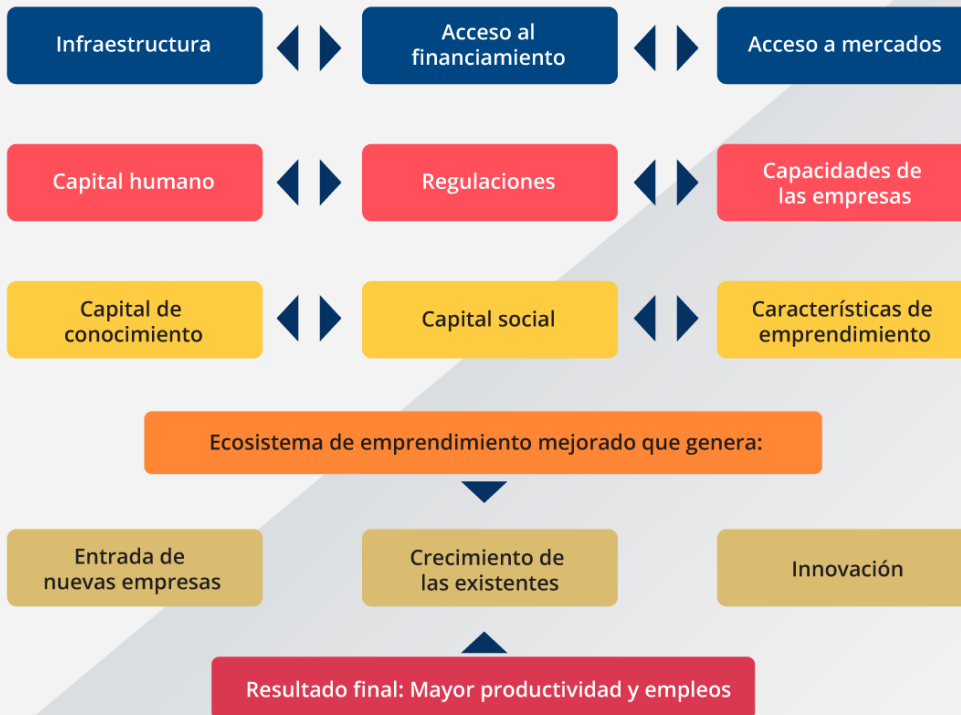 Infraestructura
Acceso al
financiamiento
Acceso a mercados
Capital humano
Regulaciones
Capacidades de
las empresas
Capital de
conocimiento
Capital social
Características de
emprendimiento
Ecosistema de emprendimiento mejorado que genera:
Entrada de
nuevas empresas
Crecimiento de
las existentes
Innovación
Resultado final: Mayor productividad y empleos